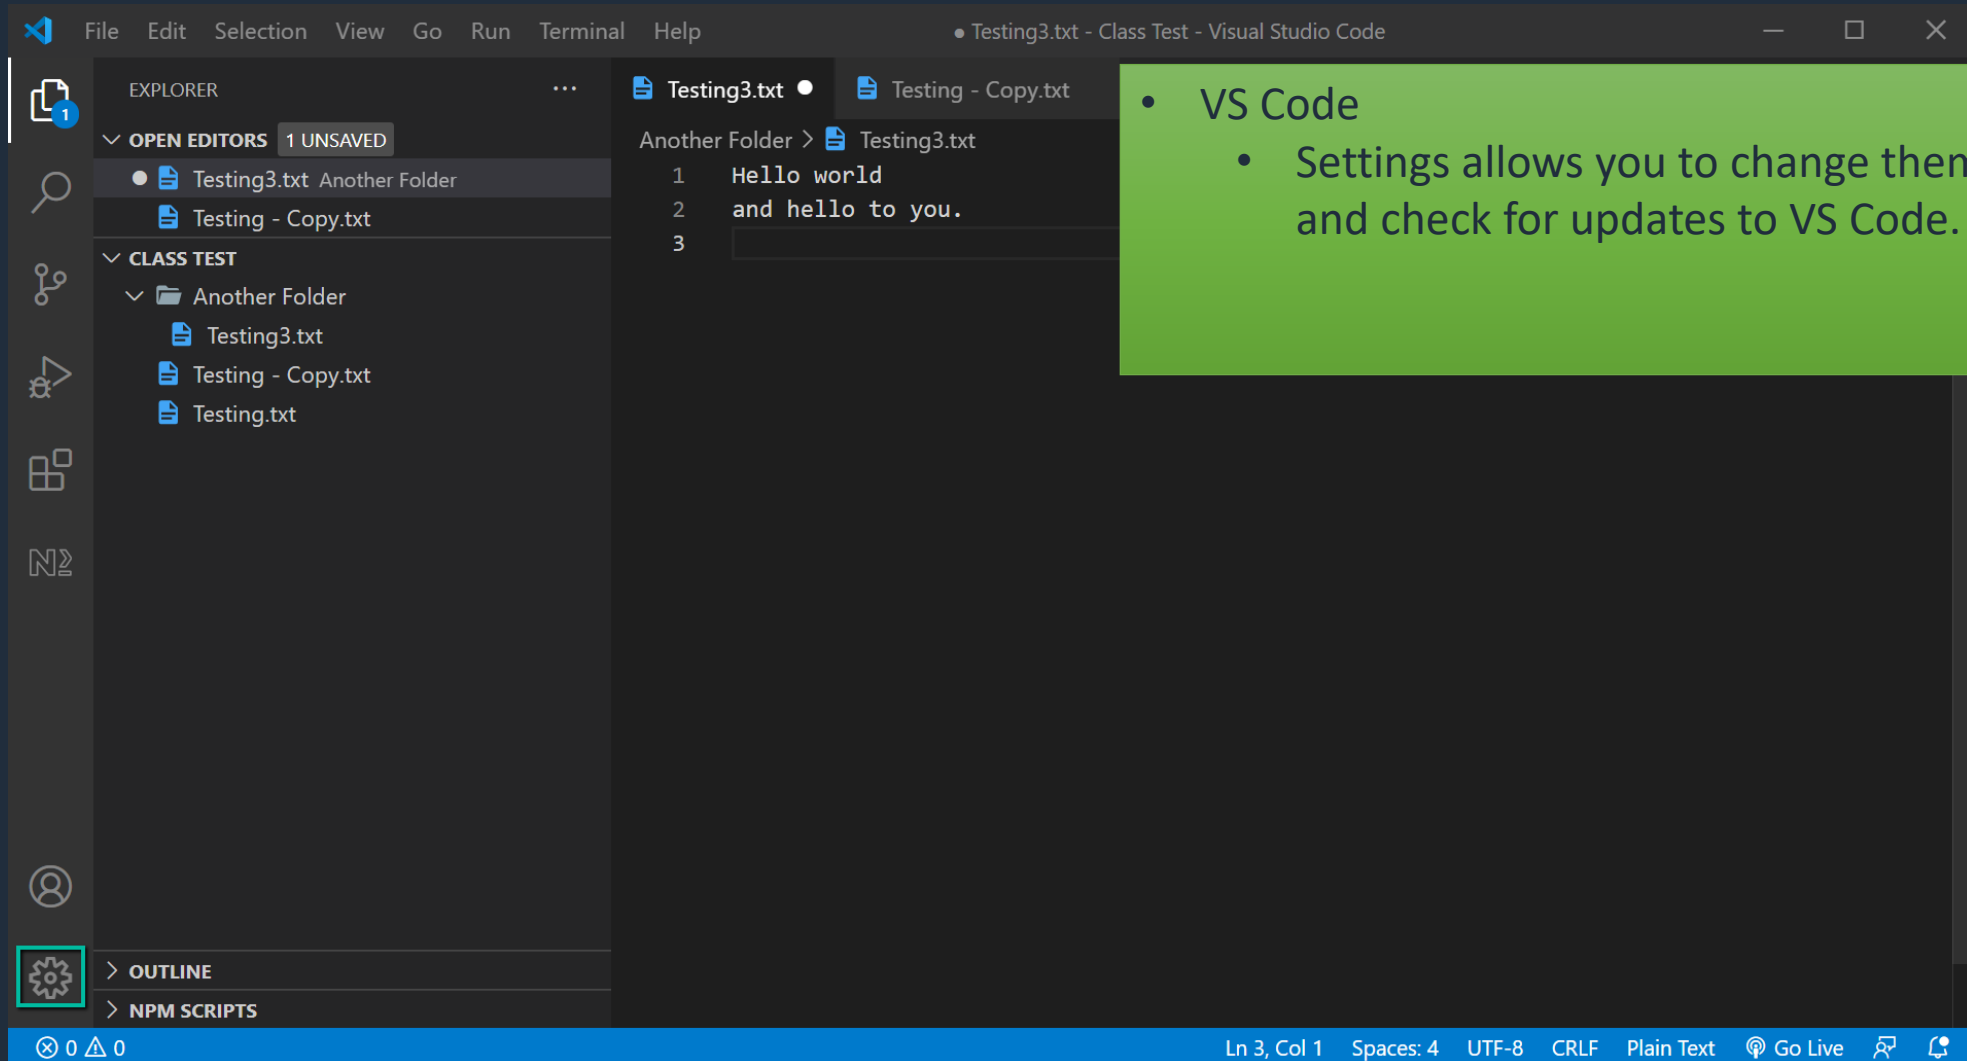 File Edit Selection View Go Run Terminal Help
● Testing3.txt - Class Test - Visual Studio Code
EXPLORER ···
1
OPEN EDITORS 1 UNSAVED
Testing3.txt Another Folder
Testing - Copy.txt
CLASS TEST
Another Folder
Testing3.txt
Testing - Copy.txt
Testing.txt
OUTLINE
NPM SCRIPTS
Testing3.txt ● Testing - Copy.txt
Another Folder > Testing3.txt
1 Hello world
2 and hello to you.
3
• VS Code
• Settings allows you to change
and check for updates to VS Code.
0 0
Ln 3, Col 1 Spaces: 4 UTF-8 CRLF Plain Text Go Live